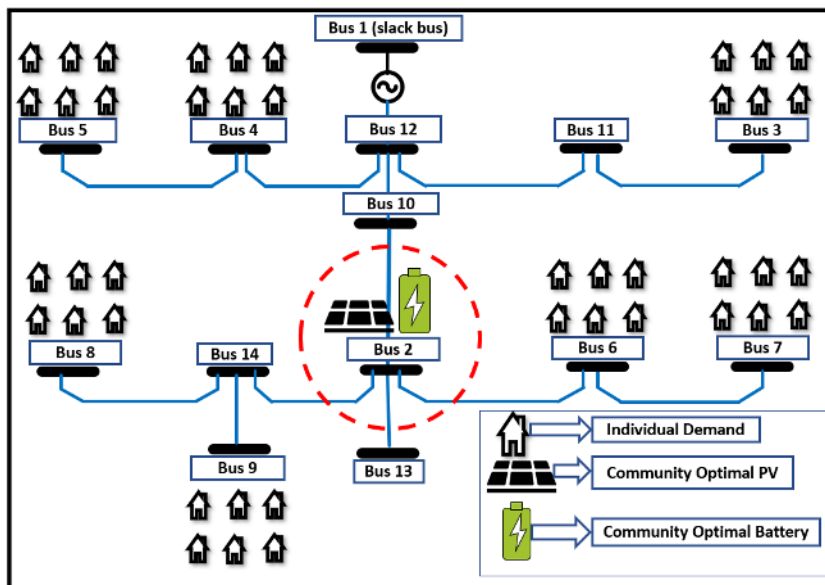 Bus 1 (slack bus)
Bus 5
Bus 4
Bus 12
Bus 11
Bus 3
Bus 10
Bus 8
Bus 14
Bus 2
Bus 6
Bus 7
Bus 9
Bus 13
Individual Demand
Community Optimal PV
Community Optimal Battery